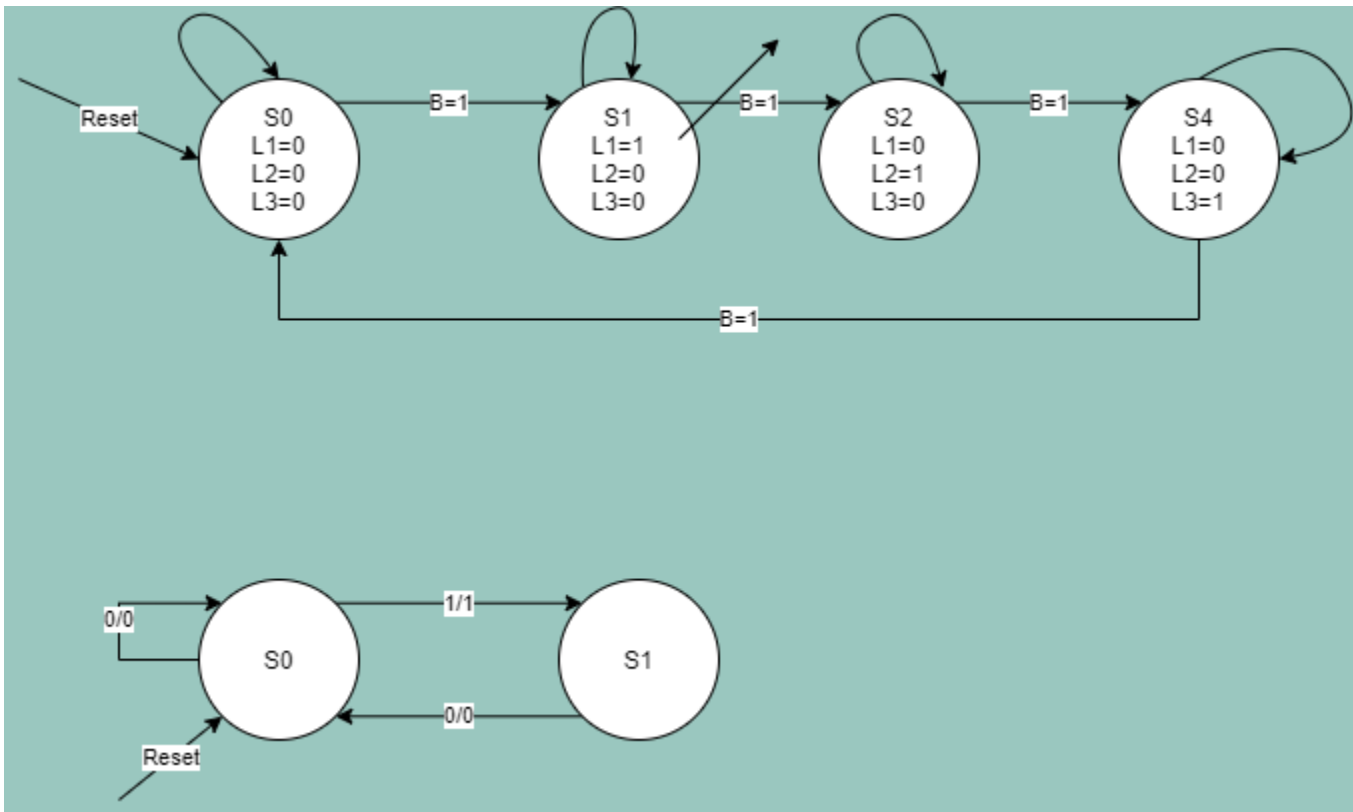 Reset
S0
L1=0
L2=0
L3=0
B=1
S1
L1=1
L2=0
L3=0
B=1
S2
L1=0
L2=1
L3=0
B=1
S4
L1=0
L2=0
L3=1
B=1
0/0
S0
1/1
S1
0/0
Reset